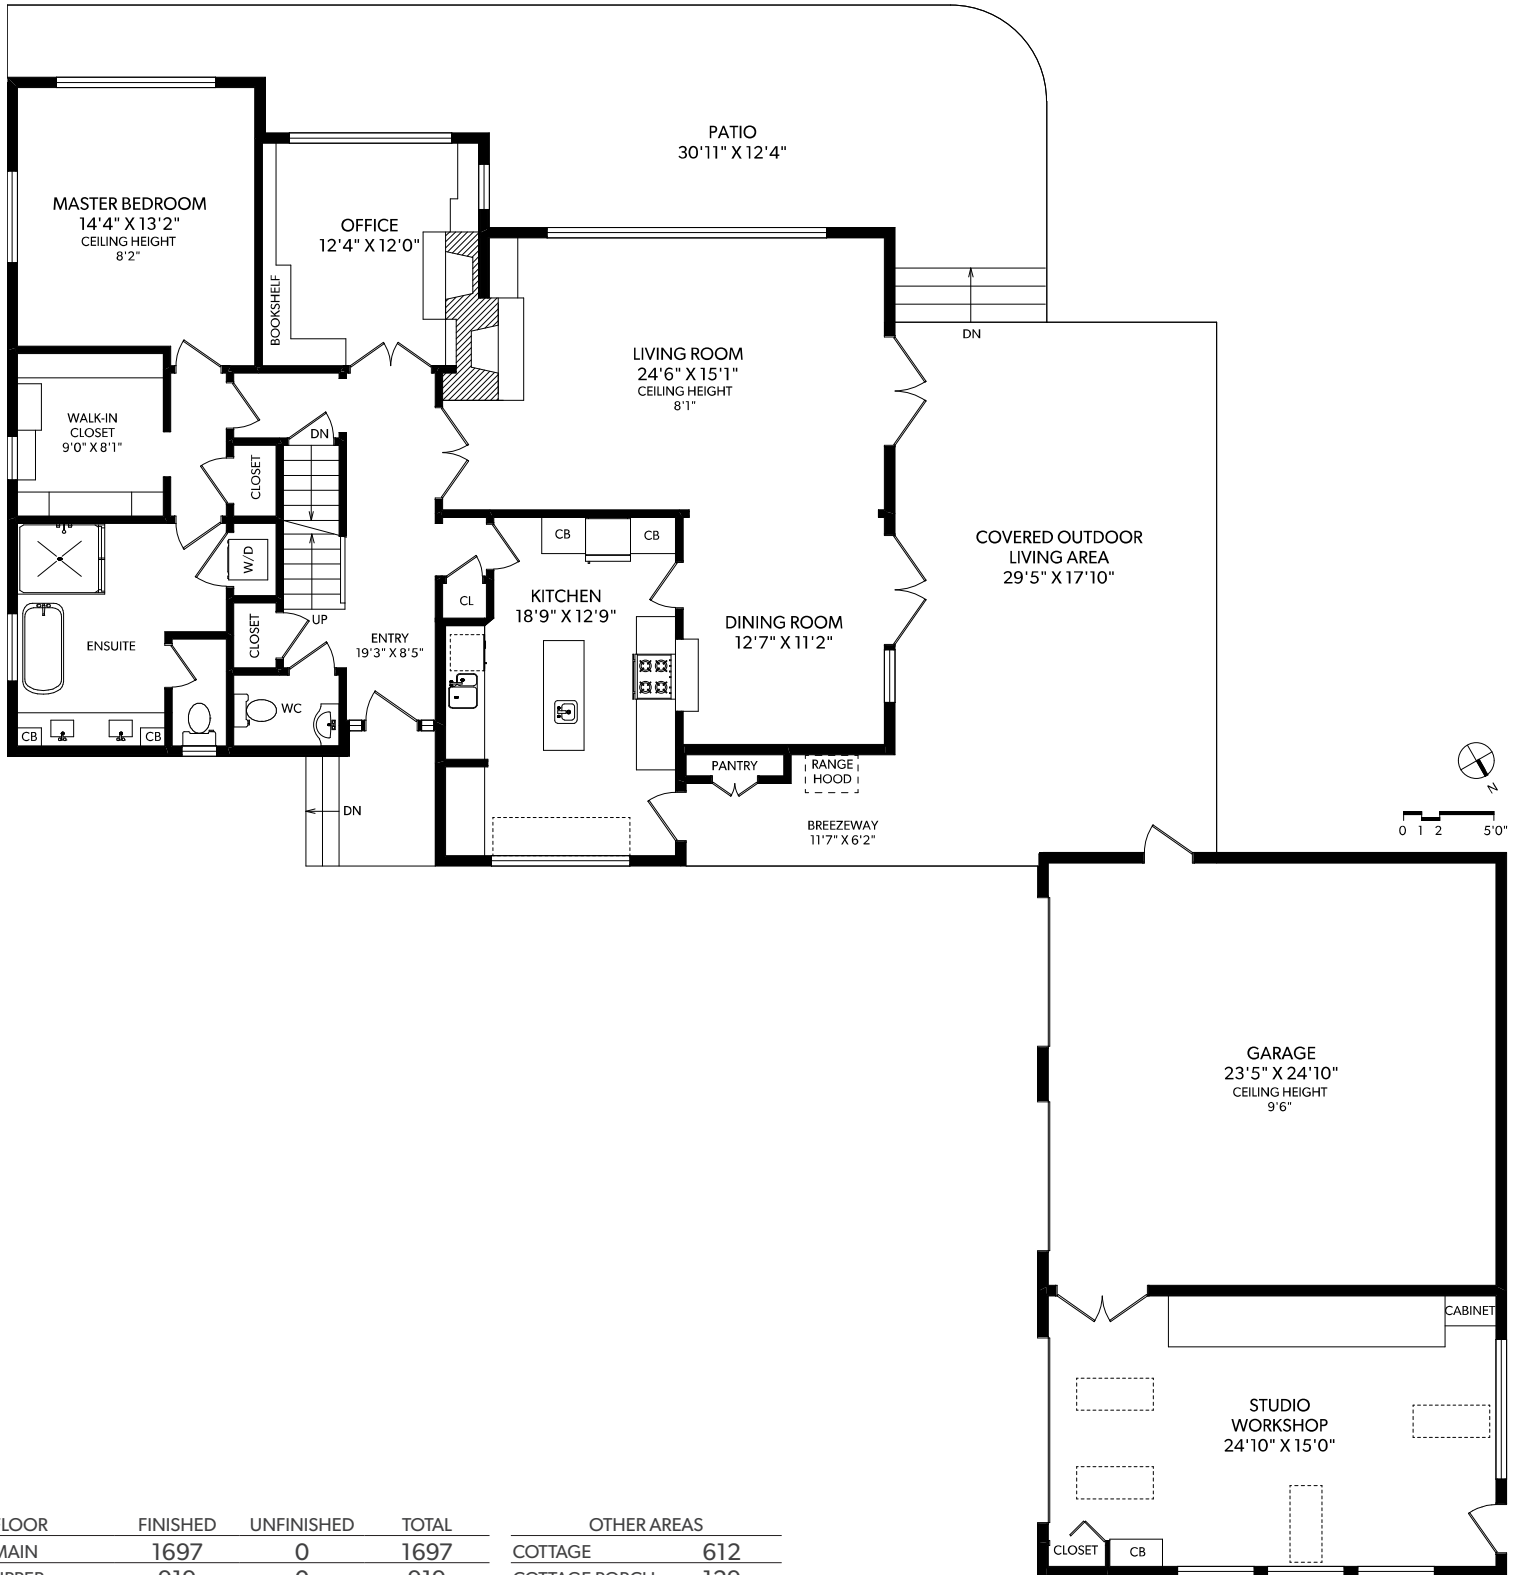 PATIO
30'11" X 12'4"
MASTER BEDROOM
14'4" X 13'2"
CEILING HEIGHT
8'2"
OFFICE
12'4" X 12'0"
BOOKSHELF
LIVING ROOM
24'6" X 15'1"
CEILING HEIGHT
8'1"
DN
WALK-IN
CLOSET
9'0" X 8'1"
DN
CLOSET
W/D
CLOSET
UP
ENSUITE
CB
CB
WC
ENTRY
19'3" X 8'5"
DN
CB
CB
CL
KITCHEN
18'9" X 12'9"
DINING ROOM
12'7" X 11'2"
COVERED OUTDOOR
LIVING AREA
29'5" X 17'10"
PANTRY
RANGE
HOOD
BREEZEWAY
11'7" X 6'2"
N
0 1 2 5'0"
GARAGE
23'5" X 24'10"
CEILING HEIGHT
9'6"
CABINET
STUDIO
WORKSHOP
24'10" X 15'0"
CLOSET
CB
LOOR FINISHED UNFINISHED TOTAL
MAIN 1697 0 1697
OTHER AREAS
COTTAGE 612
COTTAGE PORCH